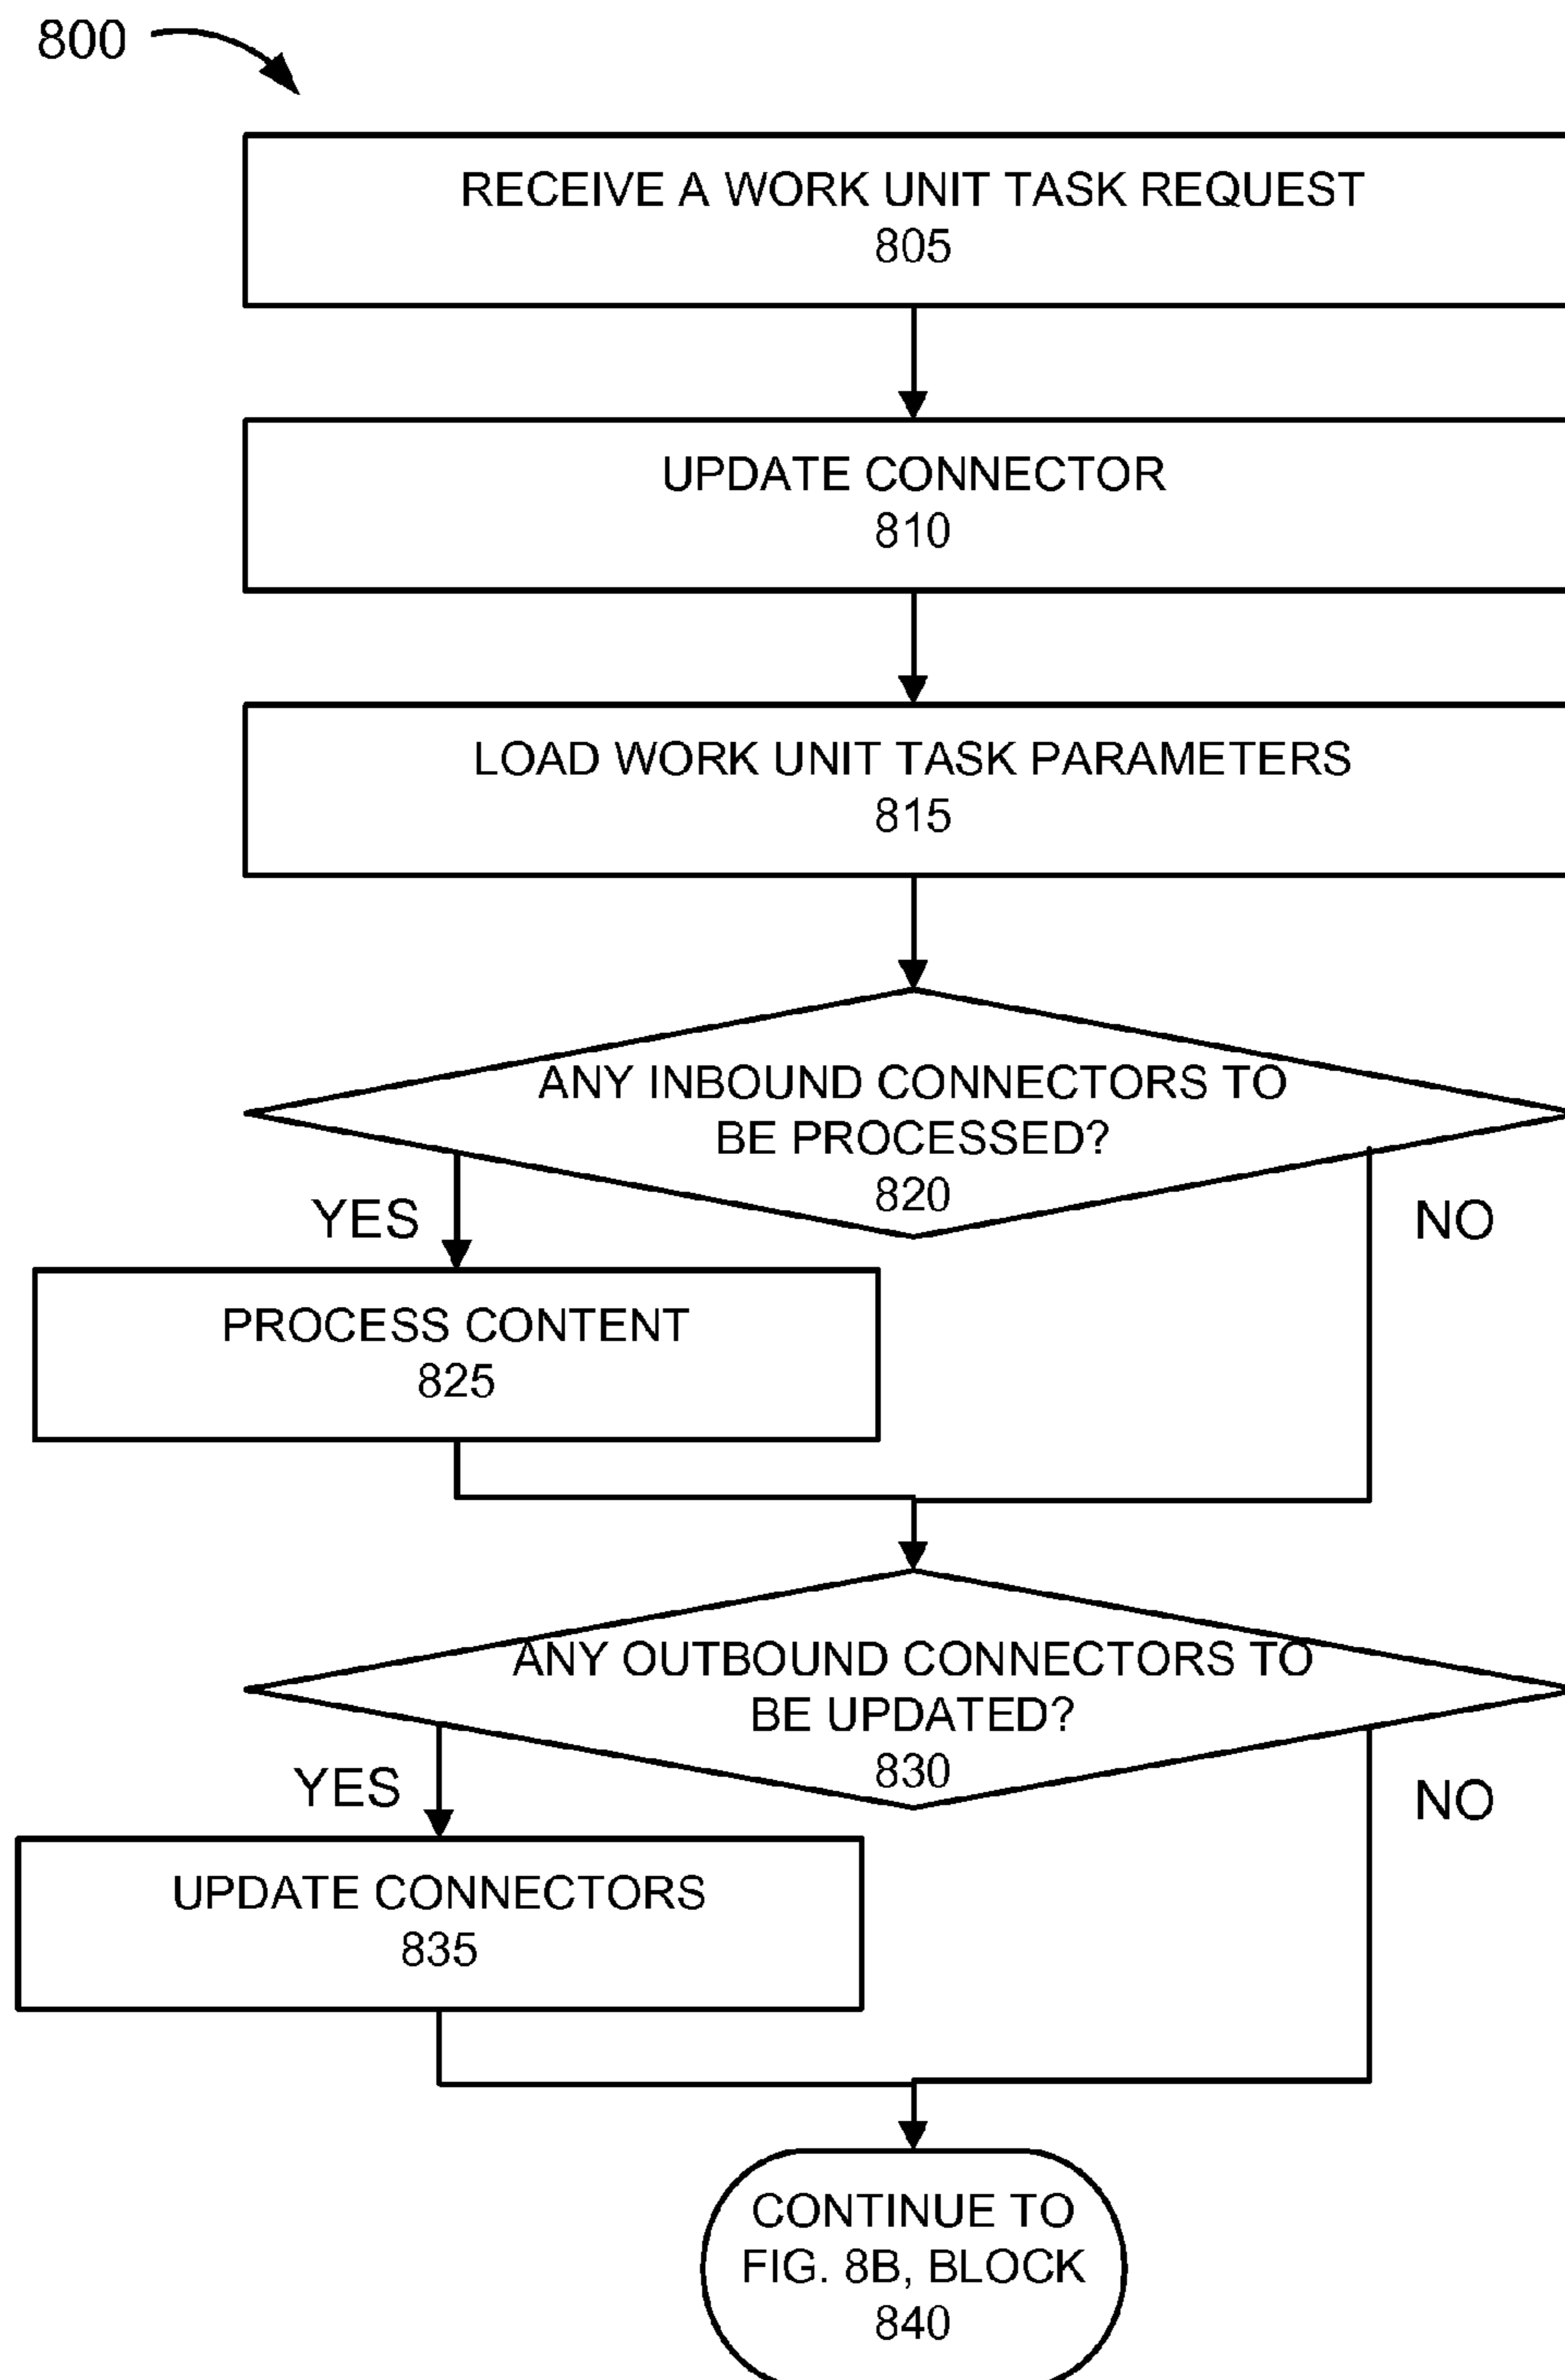 800
RECEIVE A WORK UNIT TASK REQUEST
805
UPDATE CONNECTOR
810
LOAD WORK UNIT TASK PARAMETERS
815
ANY INBOUND CONNECTORS TO
BE PROCESSED?
820
YES
NO
PROCESS CONTENT
825
ANY OUTBOUND CONNECTORS TO
BE UPDATED?
830
YES
NO
UPDATE CONNECTORS
835
CONTINUE TO
FIG. 8B, BLOCK
840